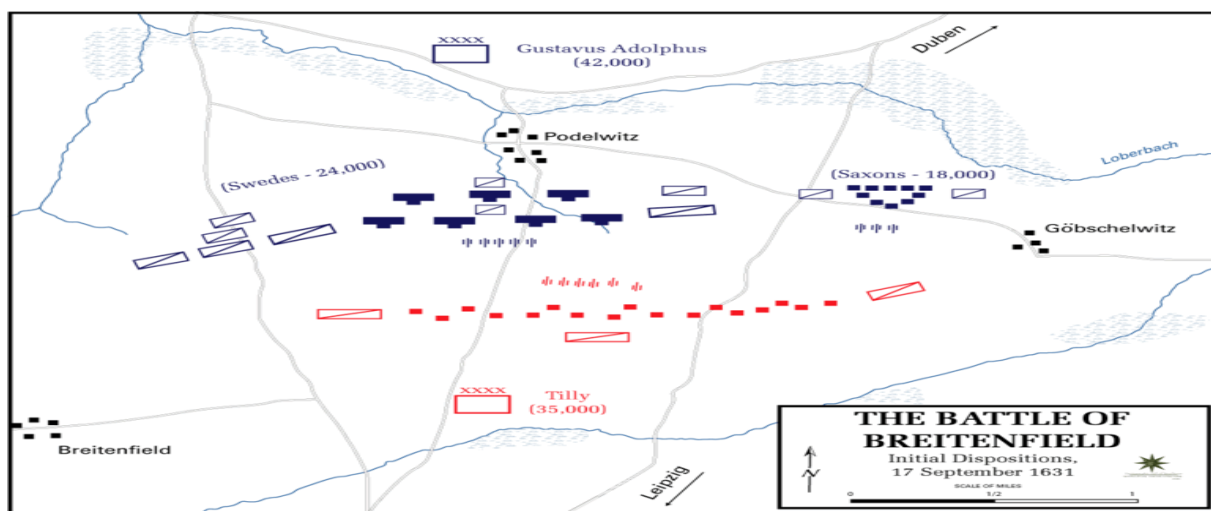 XXXX
Gustavus Adolphus
(42,000)
Duben
Podelwitz
Loberbach
(Swedes - 24,000)
(Saxons - 18,000)
Göbschelwitz
XXXX
Tilly
(35,000)
Breitenfield
Leipzig
THE BATTLE OF
BREITENFIELD
Initial Dispositions,
17 September 1631
N
SCALE OF MILES
0 1/2 1